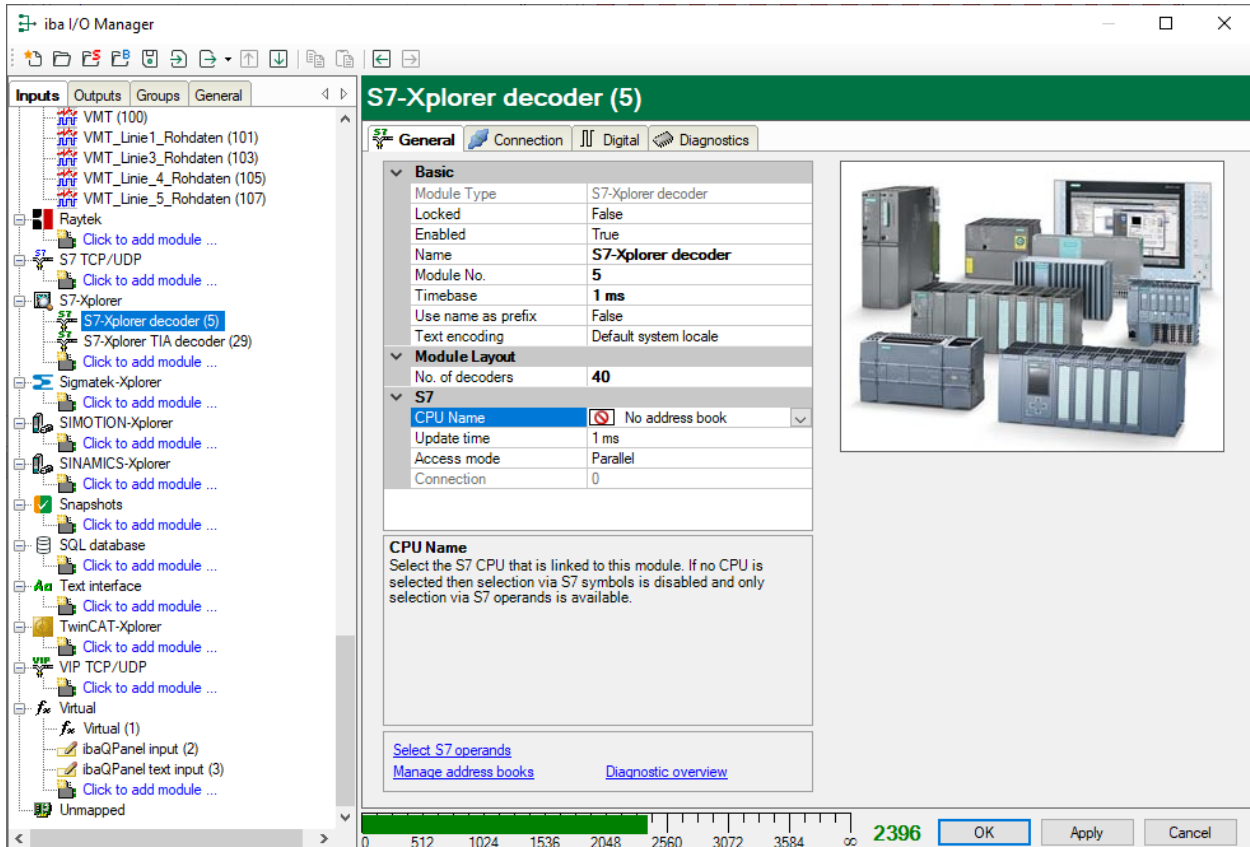 iba I/O Manager
Inputs Outputs Groups General
VMT (100)
VMT_Linie1_Rohdaten (101)
VMT_Linie3_Rohdaten (103)
VMT_Linie_4_Rohdaten (105)
VMT_Linie_5_Rohdaten (107)
Raytek
Click to add module ...
S7 TCP/UDP
Click to add module ...
S7-Xplorer
S7-Xplorer decoder (5)
S7-Xplorer TIA decoder (29)
Click to add module ...
Sigmatek-Xplorer
Click to add module ...
SIMOTION-Xplorer
Click to add module ...
SINAMICS-Xplorer
Click to add module ...
Snapshots
Click to add module ...
SQL database
Click to add module ...
Text interface
Click to add module ...
TwinCAT-Xplorer
Click to add module ...
VIP TCP/UDP
Click to add module ...
Virtual
Virtual (1)
ibaQPanel input (2)
ibaQPanel text input (3)
Click to add module ...
Unmapped
S7-Xplorer decoder (5)
General Connection Digital Diagnostics
Basic
Module Type S7-Xplorer decoder
Locked False
Enabled True
Name S7-Xplorer decoder
Module No. 5
Timebase 1 ms
Use name as prefix False
Text encoding Default system locale
Module Layout
No. of decoders 40
S7
CPU Name No address book
Update time 1 ms
Access mode Parallel
Connection 0
CPU Name
Select the S7 CPU that is linked to this module. If no CPU is
selected then selection via S7 symbols is disabled and only
selection via S7 operands is available.
Select S7 operands
Manage address books Diagnostic overview
0 512 1024 1536 2048 2560 3072 3584 ∞ 2396 OK Apply Cancel